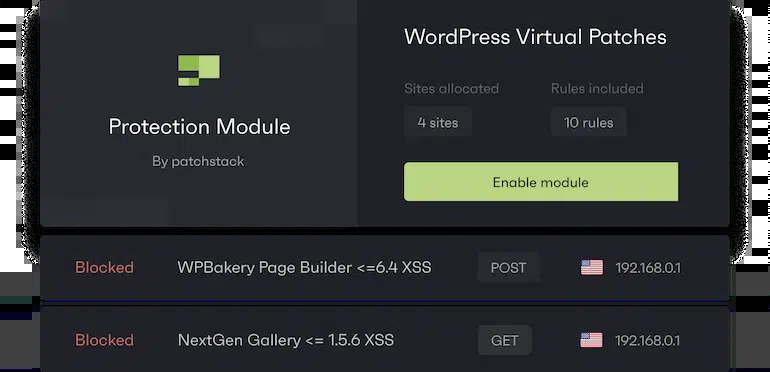 Protection Module
By patchstack
WordPress Virtual Patches
Sites allocated Rules included
4 sites 10 rules
Enable module
Blocked WPBakery Page Builder <=6.4 XSS POST 192.168.0.1
Blocked NextGen Gallery <= 1.5.6 XSS GET 192.168.0.1